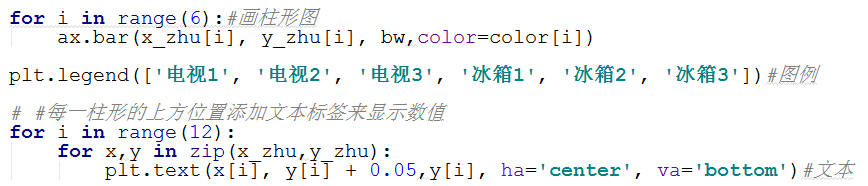 for i in range(6):#画柱形图
    ax.bar(x_zhu[i], y_zhu[i], bw,color=color[i])
plt.legend(['电视1', '电视2', '电视3', '冰箱1', '冰箱2', '冰箱3'])#图例
# #每一柱形的上方位置添加文本标签来显示数值
for i in range(12):
    for x,y in zip(x_zhu,y_zhu):
        plt.text(x[i], y[i] + 0.05,y[i], ha='center', va='bottom')#文本